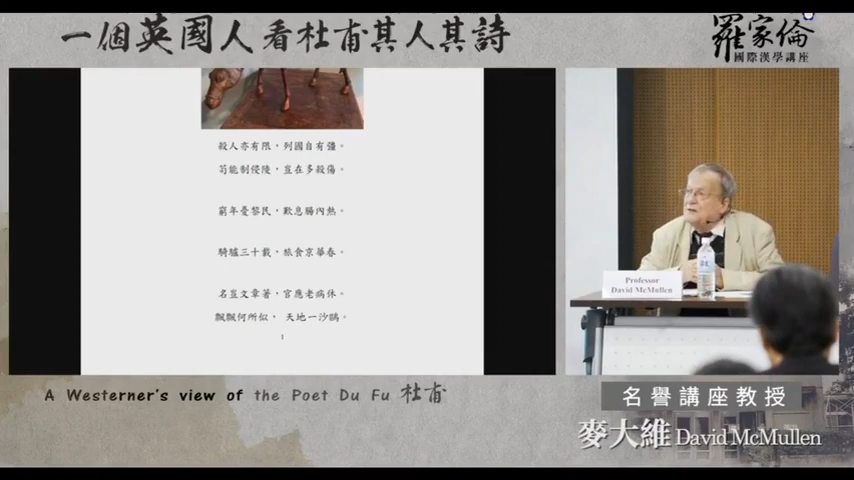 一個英國人看杜甫其人其詩
羅家倫
國際漢學講座
殺人亦有限，列國自有疆。
苟能制侵陵，豈在多殺傷。
窮年憂黎民，歎息腸內熱。
騎驢三十載，旅食京華春。
名豈文章著，官應老病休。
飄飄何所似， 天地一沙鷗。
1
Professor
David McMullen
A Westerner's view of the Poet Du Fu 杜甫
名譽講座教授
麥大維 David McMullen